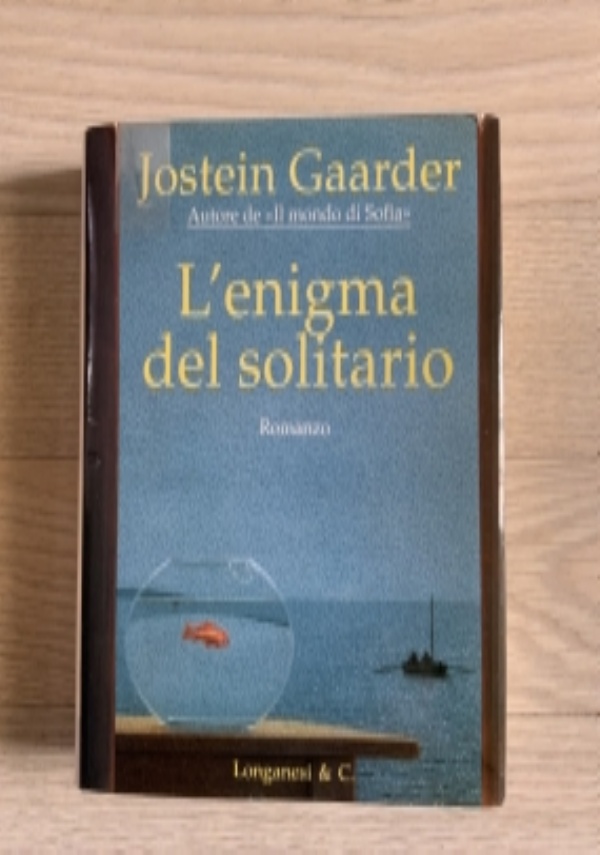 Jostein Gaarder
Autore de «Il mondo di Sofia»
L'enigma
del solitario
Romanzo
Longanesi & C.